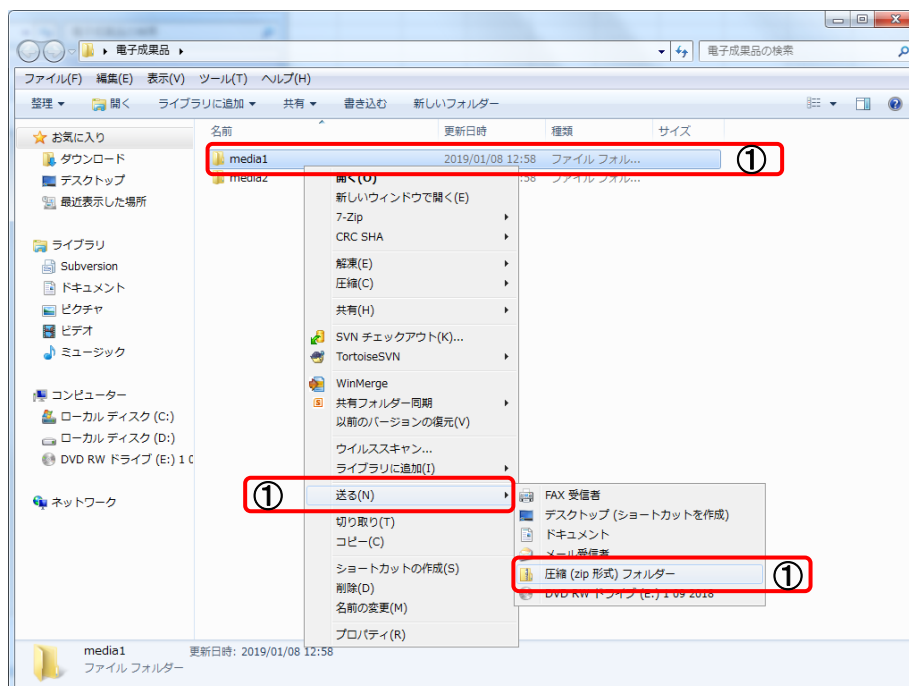 電子成果品
電子成果品の検索
ファイル(F) 編集(E) 表示(V) ツール(T) ヘルプ(H)
整理 開く ライブラリに追加 共有 書き込む 新しいフォルダー
お気に入り
ダウンロード
デスクトップ
最近表示した場所
ライブラリ
Subversion
ドキュメント
ピクチャ
ビデオ
ミュージック
コンピューター
ローカル ディスク (C:)
ローカル ディスク (D:)
DVD RW ドライブ (E:) 1 0
ネットワーク
名前 更新日時 種類 サイズ
media1 2019/01/08 12:58 ファイル フォル... ①
media2 :58 ファイル フォル...
開く(O)
新しいウィンドウで開く(E)
7-Zip
CRC SHA
解凍(E)
圧縮(C)
共有(H)
SVN チェックアウト(K)...
TortoiseSVN
WinMerge
共有フォルダー同期
以前のバージョンの復元(V)
ウイルススキャン...
ライブラリに追加(I)
① 送る(N)
切り取り(T)
コピー(C)
ショートカットの作成(S)
削除(D)
名前の変更(M)
プロパティ(R)
FAX 受信者
デスクトップ (ショートカットを作成)
ドキュメント
メール受信者
圧縮 (zip 形式) フォルダー ①
DVD RW ドライブ (E:) 1 09 2018
media1 更新日時: 2019/01/08 12:58
ファイル フォルダー